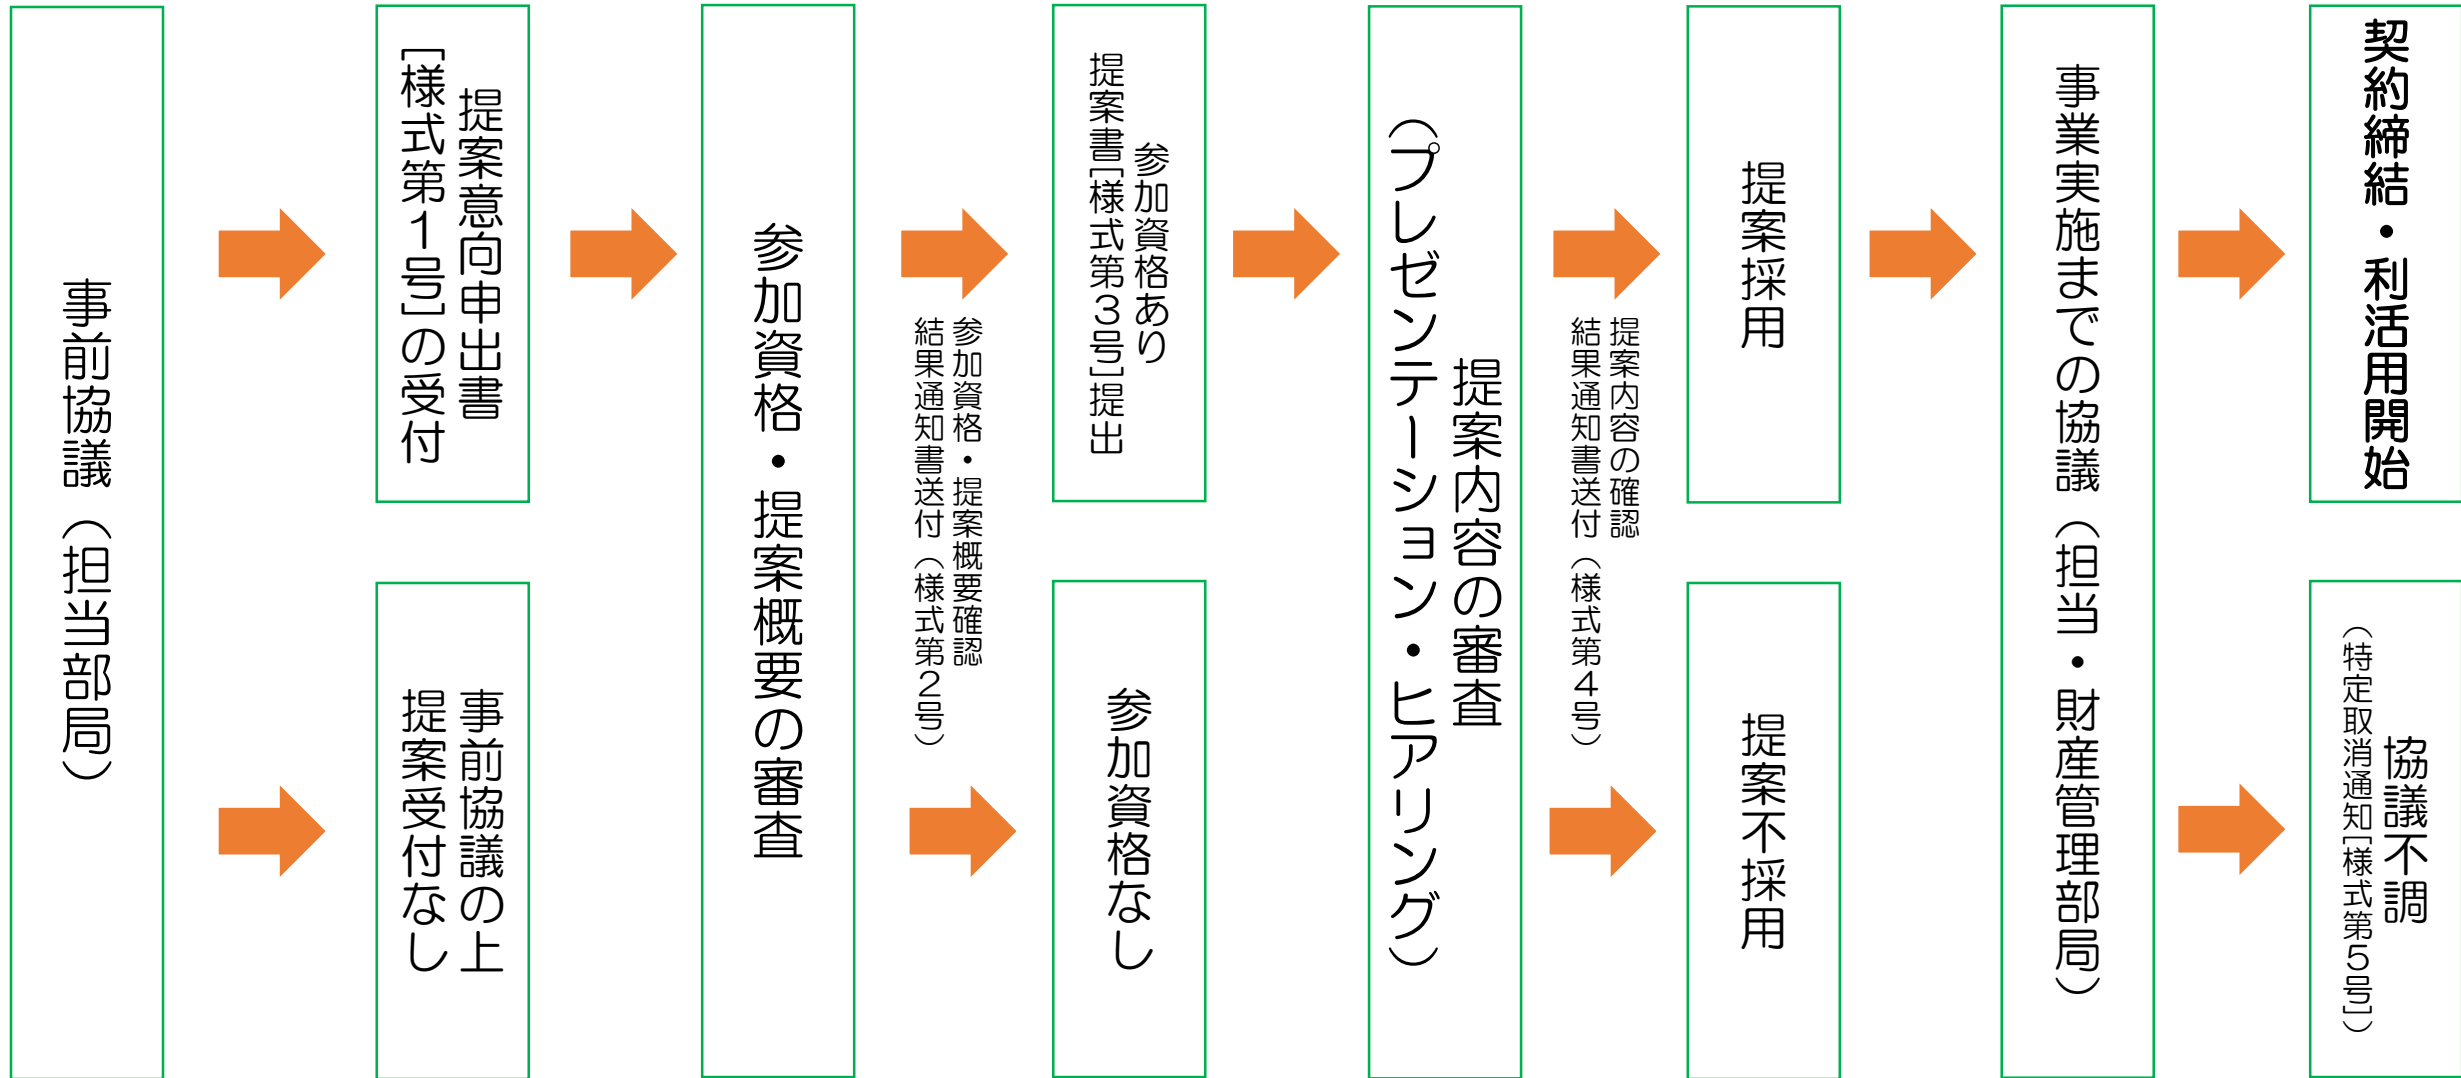 事前協議（担当部局）
提案意向申出書
［様式第１号］の受付
事前協議の上
提案受付なし
参加資格・提案概要の審査
参加資格・提案概要確認
結果通知書送付（様式第２号）
参加資格あり
提案書［様式第３号］提出
参加資格なし
提案内容の審査
（プレゼンテーション・ヒアリング）
提案内容の確認
結果通知書送付（様式第４号）
提案採用
提案不採用
事業実施までの協議（担当・財産管理部局）
契約締結・利活用開始
協議不調
（特定取消通知［様式第５号］）